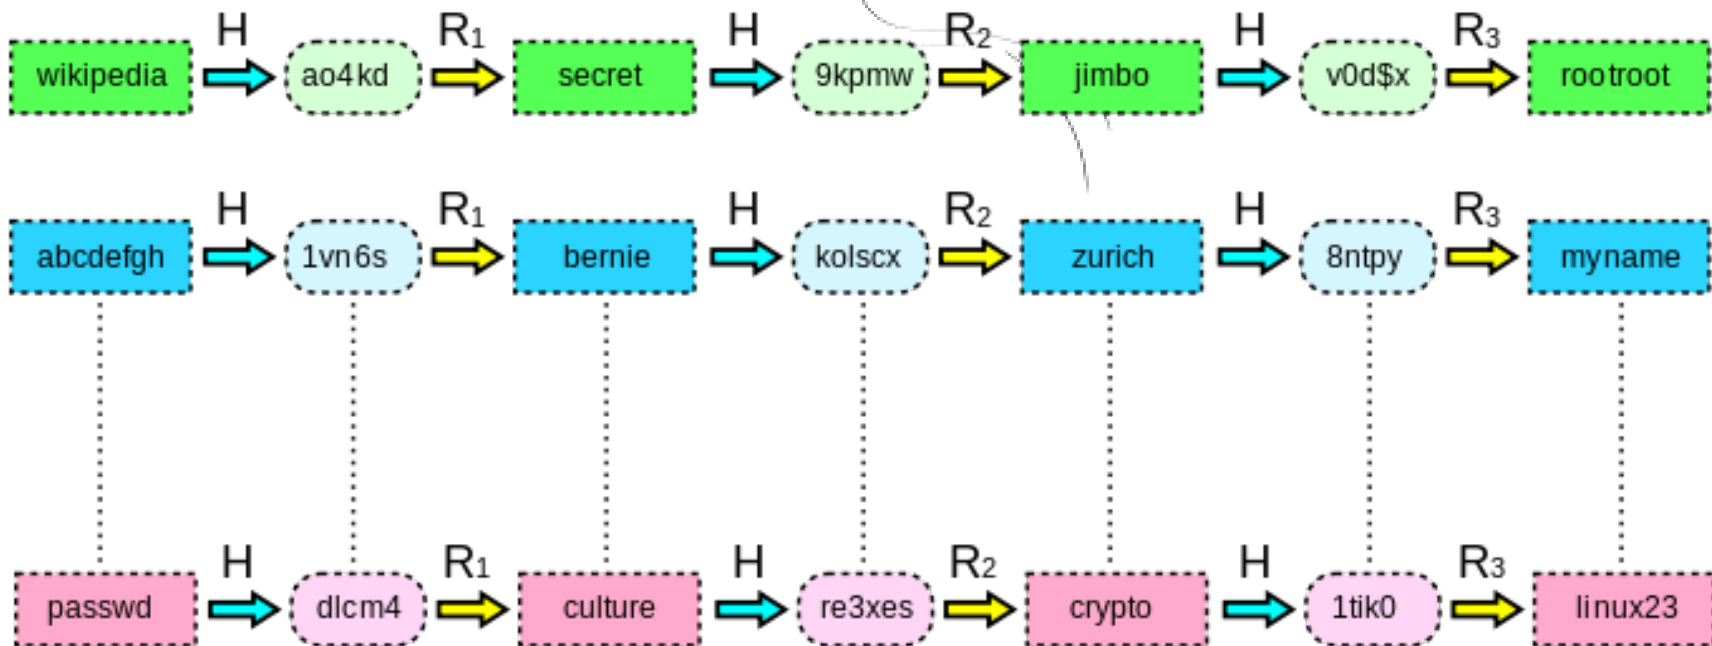 H R1 H R2 H R3
wikipedia ao4kd secret 9kpmw jimbo v0d$x rootroot
H R1 H R2 H R3
abcdefgh 1vn6s bernie kolscx zurich 8ntpy myname
H R1 H R2 H R3
passwd dlcm4 culture re3xes crypto 1tik0 linux23